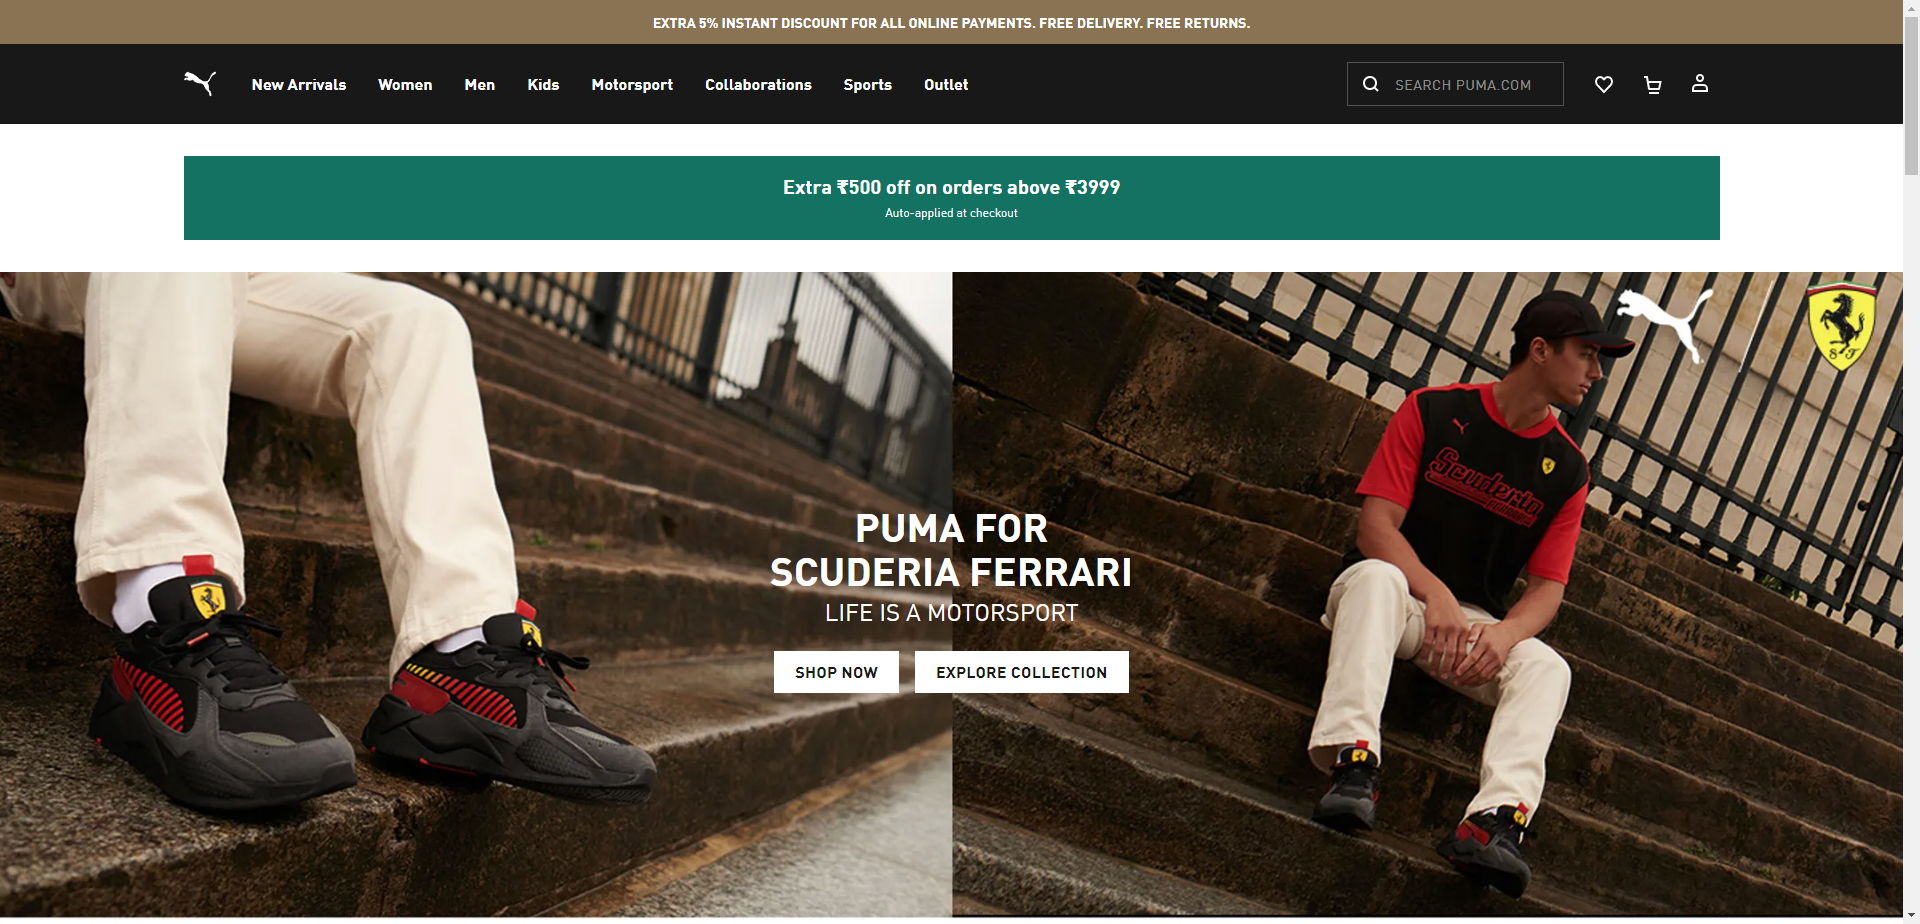 EXTRA 5% INSTANT DISCOUNT FOR ALL ONLINE PAYMENTS. FREE DELIVERY. FREE RETURNS.
New Arrivals Women Men Kids Motorsport Collaborations Sports Outlet SEARCH PUMA.COM
Extra ₹500 off on orders above ₹3999
Auto-applied at checkout
S F
Scuderia
PUMA FOR
SCUDERIA FERRARI
LIFE IS A MOTORSPORT
SHOP NOW EXPLORE COLLECTION